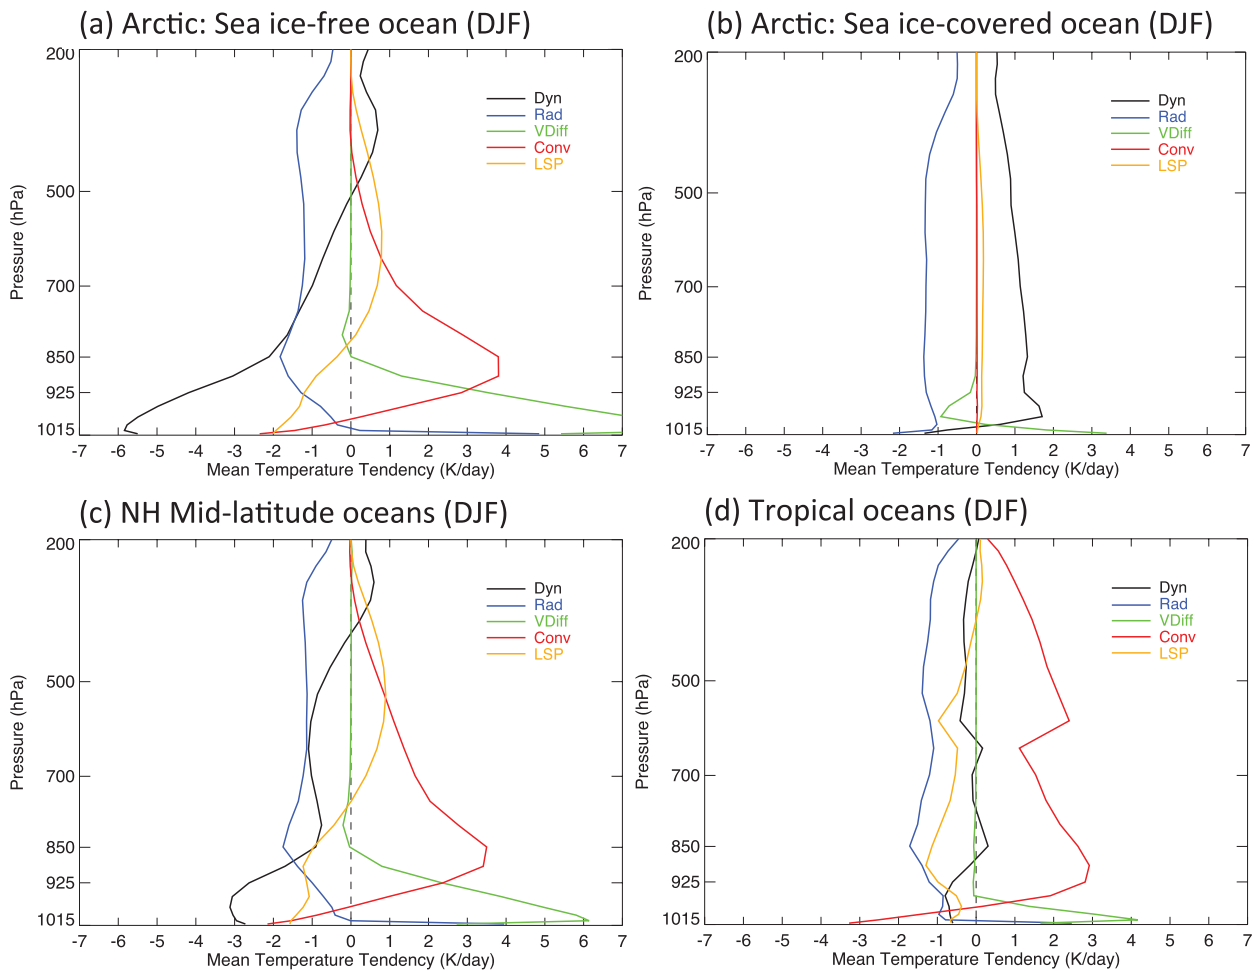 (a) Arctic: Sea ice-free ocean (DJF)
200
500
700
850
925
1015
Pressure (hPa)
Dyn
Rad
VDiff
Conv
LSP
-7 -6 -5 -4 -3 -2 -1 0 1 2 3 4 5 6 7
Mean Temperature Tendency (K/day)
(b) Arctic: Sea ice-covered ocean (DJF)
200
500
700
850
925
1015
Pressure (hPa)
Dyn
Rad
VDiff
Conv
LSP
-7 -6 -5 -4 -3 -2 -1 0 1 2 3 4 5 6 7
Mean Temperature Tendency (K/day)
(c) NH Mid-latitude oceans (DJF)
200
500
700
850
925
1015
Pressure (hPa)
Dyn
Rad
VDiff
Conv
LSP
-7 -6 -5 -4 -3 -2 -1 0 1 2 3 4 5 6 7
Mean Temperature Tendency (K/day)
(d) Tropical oceans (DJF)
200
500
700
850
925
1015
Pressure (hPa)
Dyn
Rad
VDiff
Conv
LSP
-7 -6 -5 -4 -3 -2 -1 0 1 2 3 4 5 6 7
Mean Temperature Tendency (K/day)